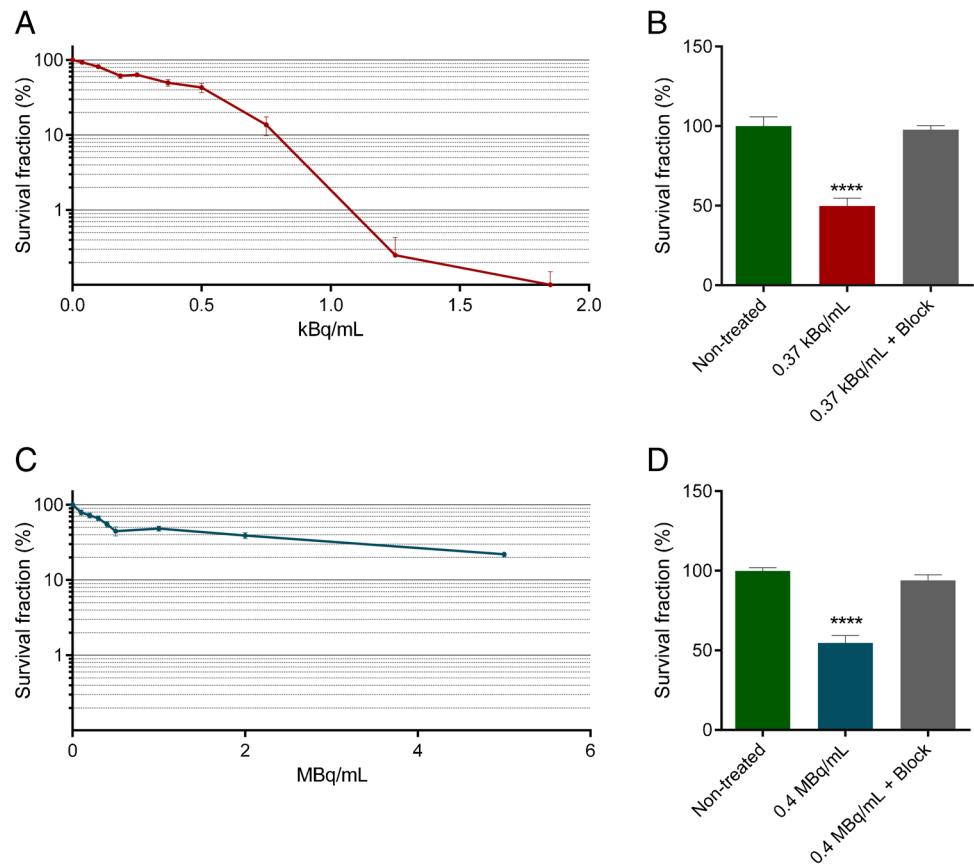 A
Survival fraction (%)
100
10
1
0.0
0.5
1.0
1.5
2.0
kBq/mL
B
Survival fraction (%)
150
100
50
0
****
Non-treated
0.37 kBq/mL
0.37 kBq/mL + Block
C
Survival fraction (%)
100
10
1
0
2
4
6
MBq/mL
D
Survival fraction (%)
150
100
50
0
****
Non-treated
0.4 MBq/mL
0.4 MBq/mL + Block